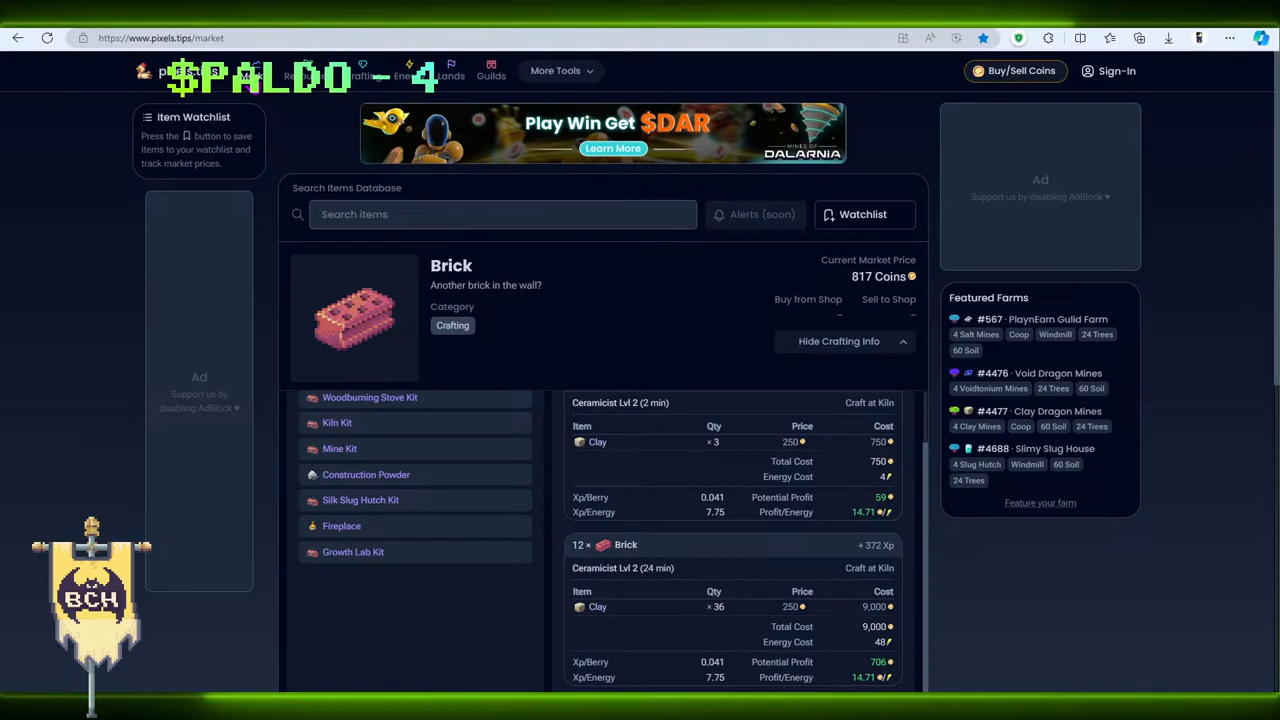 https://www.pixels.tips/market
pixels.tips
$PALDO-4
Lands
Guilds
More Tools
Buy/Sell Coins
Sign-In
Item Watchlist
Press the button to save
items to your watchlist and
track market prices.
Play Win Get $DAR
Learn More
MINES OF
DALARNIA
Ad
Support us by disabling AdBlock ♥
Search Items Database
Search items
Alerts (soon)
Watchlist
Brick
Another brick in the wall?
Category
Crafting
Current Market Price
817 Coins
Buy from Shop Sell to Shop
– –
Hide Crafting Info
Ad
Support us by
disabling AdBlock ♥
Woodburning Stove Kit
Kiln Kit
Mine Kit
Construction Powder
Silk Slug Hutch Kit
Fireplace
Growth Lab Kit
Ceramicist Lvl 2 (2 min) Craft at Kiln
Item Qty Price Cost
Clay × 3 250 750
Total Cost 750
Energy Cost 4
Xp/Berry 0.041 Potential Profit 59
Xp/Energy 7.75 Profit/Energy 14.71 /
12 × Brick + 372 Xp
Ceramicist Lvl 2 (24 min) Craft at Kiln
Item Qty Price Cost
Clay × 36 250 9,000
Total Cost 9,000
Energy Cost 48
Xp/Berry 0.041 Potential Profit 706
Xp/Energy 7.75 Profit/Energy 14.71 /
Featured Farms
#567 · PlaynEarn Guild Farm
4 Salt Mines Coop Windmill 24 Trees
60 Soil
#4476 · Void Dragon Mines
4 Voidtonium Mines 24 Trees 60 Soil
#4477 · Clay Dragon Mines
4 Clay Mines Coop 60 Soil 24 Trees
#4688 · Slimy Slug House
4 Slug Hutch Windmill 60 Soil
24 Trees
Feature your farm
BCH